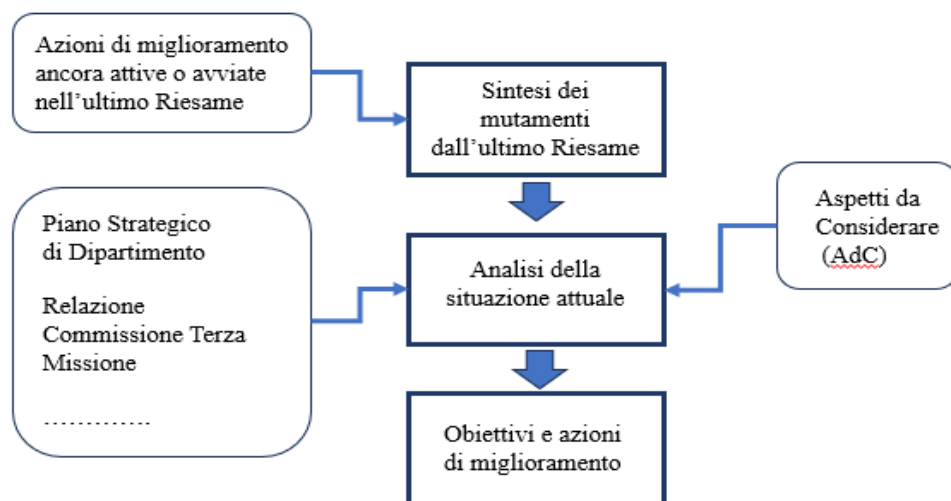 Azioni di miglioramento
ancora attive o avviate
nell’ultimo Riesame
Sintesi dei
mutamenti
dall’ultimo Riesame
Piano Strategico
di Dipartimento
Relazione
Commissione Terza
Missione
………….
Analisi della
situazione attuale
Aspetti da
Considerare
(AdC)
Obiettivi e azioni
di miglioramento